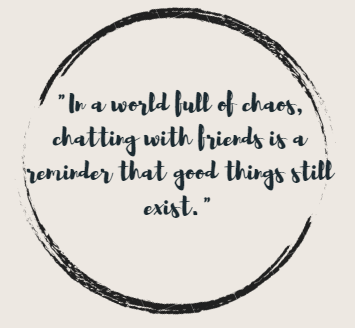 "In a world full of chaos,
chatting with friends is a
reminder that good things still
exist. "